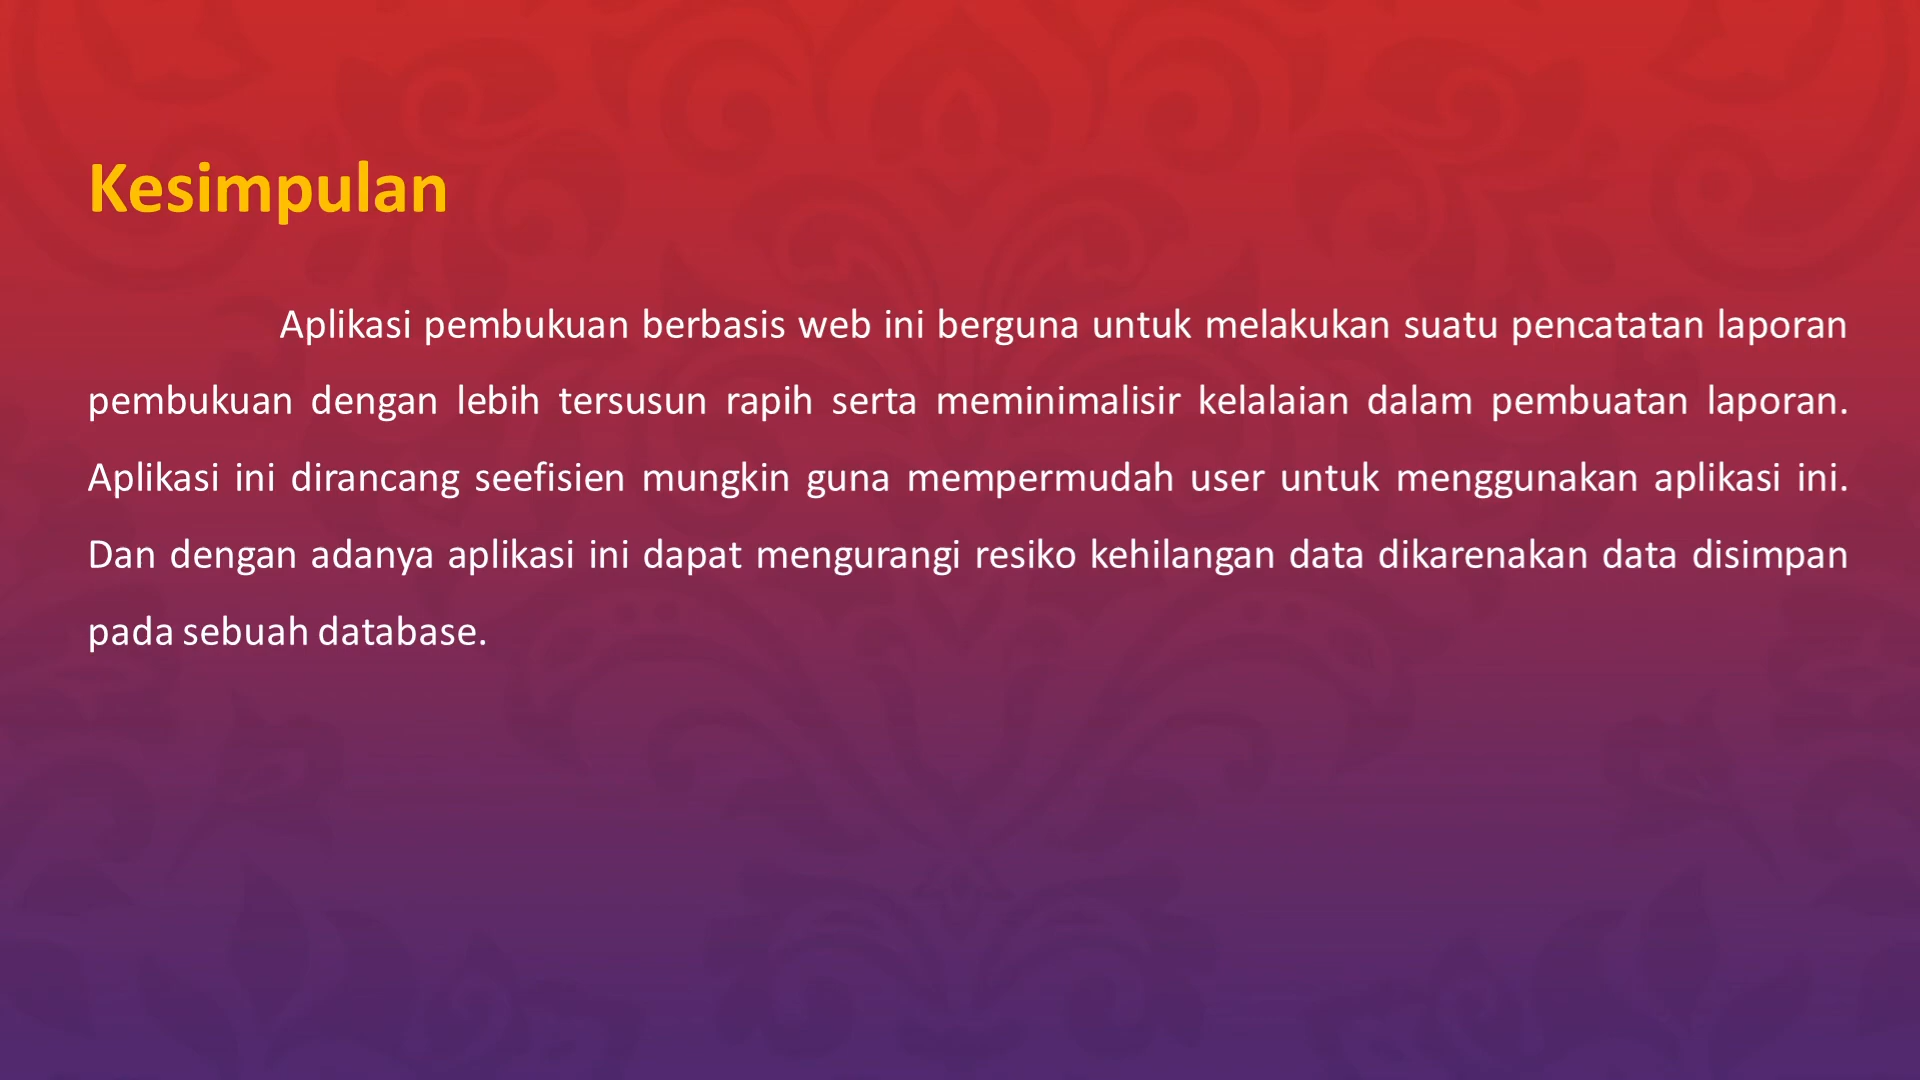 Kesimpulan
Aplikasi pembukuan berbasis web ini berguna untuk melakukan suatu pencatatan laporan
pembukuan dengan lebih tersusun rapih serta meminimalisir kelalaian dalam pembuatan laporan.
Aplikasi ini dirancang seefisien mungkin guna mempermudah user untuk menggunakan aplikasi ini.
Dan dengan adanya aplikasi ini dapat mengurangi resiko kehilangan data dikarenakan data disimpan
pada sebuah database.